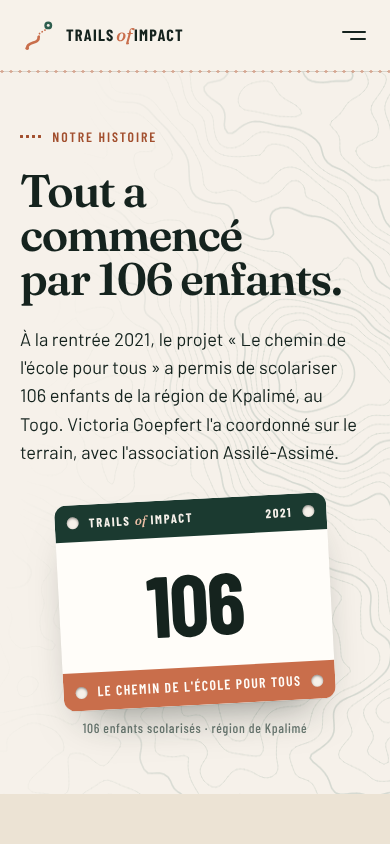 TRAILS of IMPACT
NOTRE HISTOIRE
Tout a
commencé
par 106 enfants.
À la rentrée 2021, le projet « Le chemin de
l'école pour tous » a permis de scolariser
106 enfants de la région de Kpalimé, au
Togo. Victoria Goepfert l'a coordonné sur le
terrain, avec l'association Assilé-Assimé.
TRAILS of IMPACT 2021
106
LE CHEMIN DE L'ÉCOLE POUR TOUS
106 enfants scolarisés · région de Kpalimé